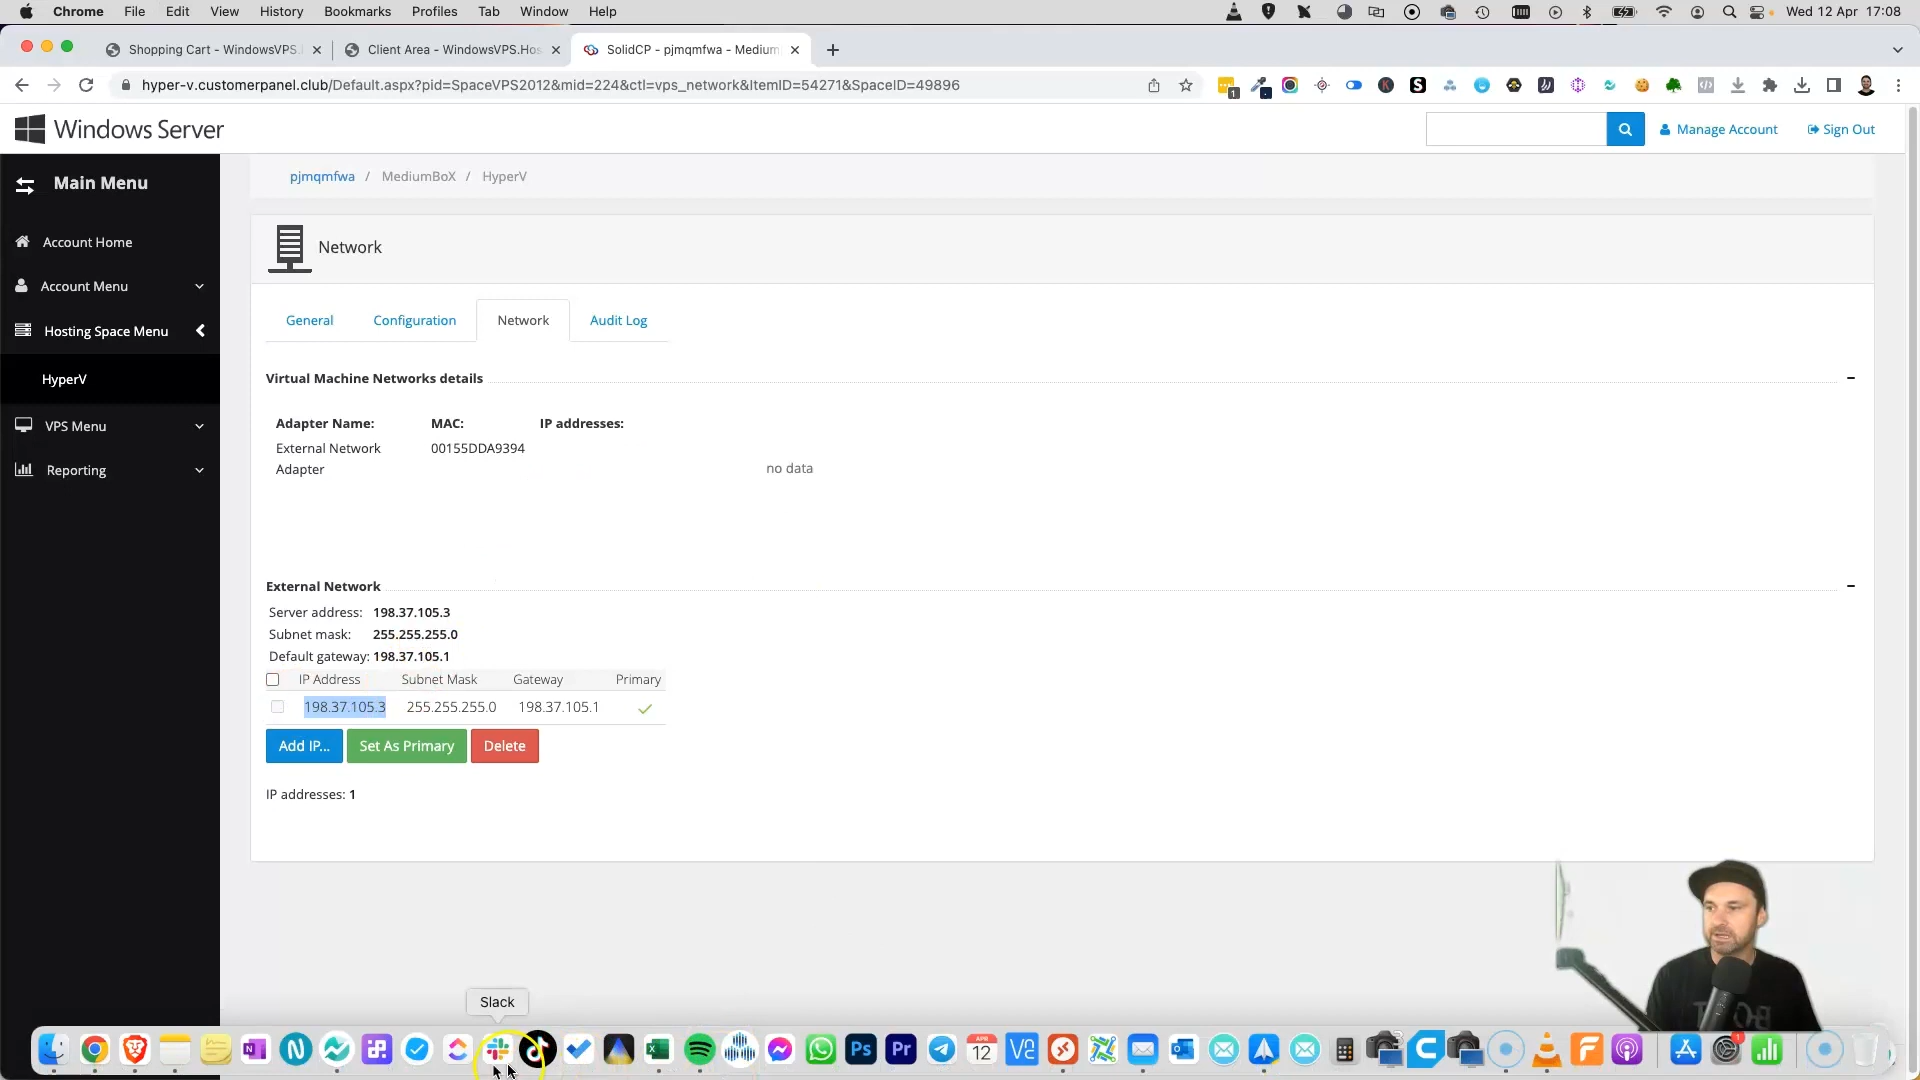 Chrome File Edit View History Bookmarks Profiles Tab Window Help
Wed 12 Apr 17:08
Shopping Cart - WindowsVPS.
Client Area - WindowsVPS.Hos
SolidCP - pjmqmfwa - Medium
hyper-v.customerpanel.club/Default.aspx?pid=SpaceVPS2012&mid=224&ctl=vps_network&ItemID=54271&SpaceID=49896
Windows Server
Manage Account
Sign Out
Main Menu
Account Home
Account Menu
Hosting Space Menu
HyperV
VPS Menu
Reporting
pjmqmfwa / MediumBoX / HyperV
Network
General Configuration Network Audit Log
Virtual Machine Networks details
Adapter Name: MAC: IP addresses:
External Network Adapter 00155DDA9394
no data
External Network
Server address: 198.37.105.3
Subnet mask: 255.255.255.0
Default gateway: 198.37.105.1
IP Address Subnet Mask Gateway Primary
198.37.105.3 255.255.255.0 198.37.105.1
Add IP... Set As Primary Delete
IP addresses: 1
Slack